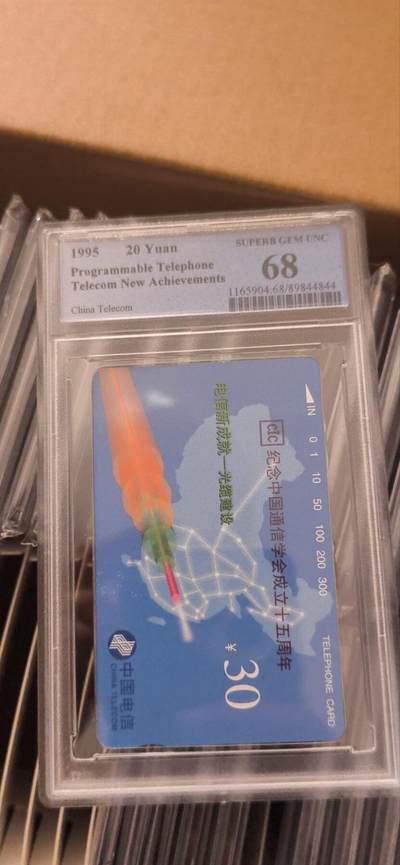 1995 20 Yuan
Programmable Telephone
Telecom New Achievements
China Telecom
SUPERB GEM UNC
68
1165904.68/89844844
IN 0 1 10 50 100 200 300
TELEPHONE CARD
ctc 纪念中国通信学会成立十五周年
电信新成就—光缆建设
¥30
中国电信
CHINA TELECOM